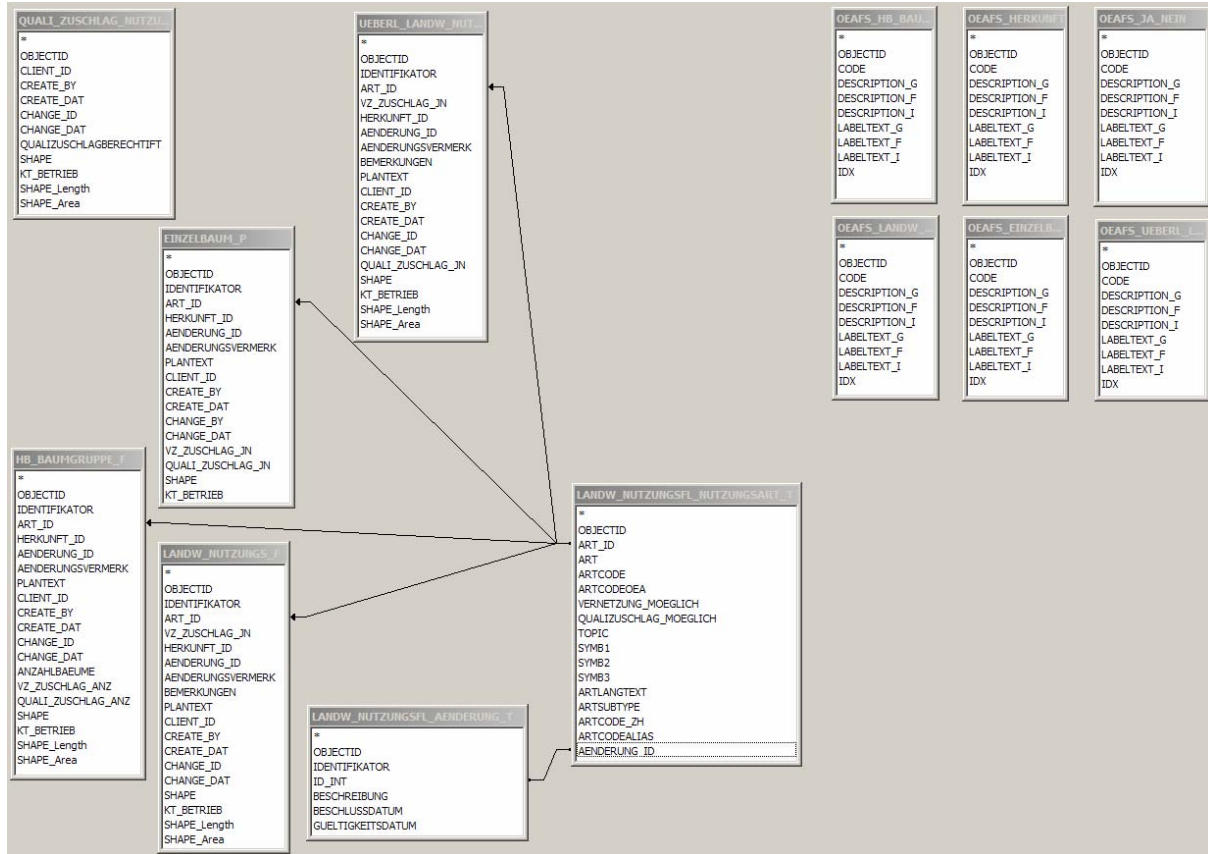 QUALI_ZUSCHLAG_NUTZU...
*
OBJECTID
CLIENT_ID
CREATE_BY
CREATE_DAT
CHANGE_ID
CHANGE_DAT
QUALIZUSCHLAGBERECHTIFT
SHAPE
KT_BETRIEB
SHAPE_Length
SHAPE_Area
UEBERL_LANDW_NUT...
*
OBJECTID
IDENTIFIKATOR
ART_ID
VZ_ZUSCHLAG_JN
HERKUNFT_ID
AENDERUNG_ID
AENDERUNGSVERMERK
BEMERKUNGEN
PLANTEXT
CLIENT_ID
CREATE_BY
CREATE_DAT
CHANGE_ID
CHANGE_DAT
QUALI_ZUSCHLAG_JN
SHAPE
KT_BETRIEB
SHAPE_Length
SHAPE_Area
OEAFS_HB_BAU...
*
OBJECTID
CODE
DESCRIPTION_G
DESCRIPTION_F
DESCRIPTION_I
LABELTEXT_G
LABELTEXT_F
LABELTEXT_I
IDX
OEAFS_HERKUNFT
*
OBJECTID
CODE
DESCRIPTION_G
DESCRIPTION_F
DESCRIPTION_I
LABELTEXT_G
LABELTEXT_F
LABELTEXT_I
IDX
OEAFS_JA_NEIN
*
OBJECTID
CODE
DESCRIPTION_G
DESCRIPTION_F
DESCRIPTION_I
LABELTEXT_G
LABELTEXT_F
LABELTEXT_I
IDX
OEAFS_LANDW_...
*
OBJECTID
CODE
DESCRIPTION_G
DESCRIPTION_F
DESCRIPTION_I
LABELTEXT_G
LABELTEXT_F
LABELTEXT_I
IDX
OEAFS_EINZELB...
*
OBJECTID
CODE
DESCRIPTION_G
DESCRIPTION_F
DESCRIPTION_I
LABELTEXT_G
LABELTEXT_F
LABELTEXT_I
IDX
OEAFS_UEBERL_L...
*
OBJECTID
CODE
DESCRIPTION_G
DESCRIPTION_F
DESCRIPTION_I
LABELTEXT_G
LABELTEXT_F
LABELTEXT_I
IDX
EINZELBAUM_P
*
OBJECTID
IDENTIFIKATOR
ART_ID
HERKUNFT_ID
AENDERUNG_ID
AENDERUNGSVERMERK
PLANTEXT
CLIENT_ID
CREATE_BY
CREATE_DAT
CHANGE_BY
CHANGE_DAT
VZ_ZUSCHLAG_JN
QUALI_ZUSCHLAG_JN
SHAPE
KT_BETRIEB
HB_BAUMGRUPPE_F
*
OBJECTID
IDENTIFIKATOR
ART_ID
HERKUNFT_ID
AENDERUNG_ID
AENDERUNGSVERMERK
PLANTEXT
CLIENT_ID
CREATE_BY
CREATE_DAT
CHANGE_ID
CHANGE_DAT
ANZAHLBAEUME
VZ_ZUSCHLAG_ANZ
QUALI_ZUSCHLAG_ANZ
SHAPE
KT_BETRIEB
SHAPE_Length
SHAPE_Area
LANDW_NUTZUNGS_F
*
OBJECTID
IDENTIFIKATOR
ART_ID
VZ_ZUSCHLAG_JN
HERKUNFT_ID
AENDERUNG_ID
AENDERUNGSVERMERK
BEMERKUNGEN
PLANTEXT
CLIENT_ID
CREATE_BY
CREATE_DAT
CHANGE_ID
CHANGE_DAT
SHAPE
KT_BETRIEB
SHAPE_Length
SHAPE_Area
LANDW_NUTZUNGSFL_NUTZUNGSART_T
*
OBJECTID
ART_ID
ART
ARTCODE
ARTCODEOEA
VERNETZUNG_MOEGLICH
QUALIZUSCHLAG_MOEGLICH
TOPIC
SYMB1
SYMB2
SYMB3
ARTLANGTEXT
ARTSUBTYPE
ARTCODE_ZH
ARTCODEALIAS
AENDERUNG_ID
LANDW_NUTZUNGSFL_AENDERUNG_T
*
OBJECTID
IDENTIFIKATOR
ID_INT
BESCHREIBUNG
BESCHLUSSDATUM
GUELTIGKEITSDATUM